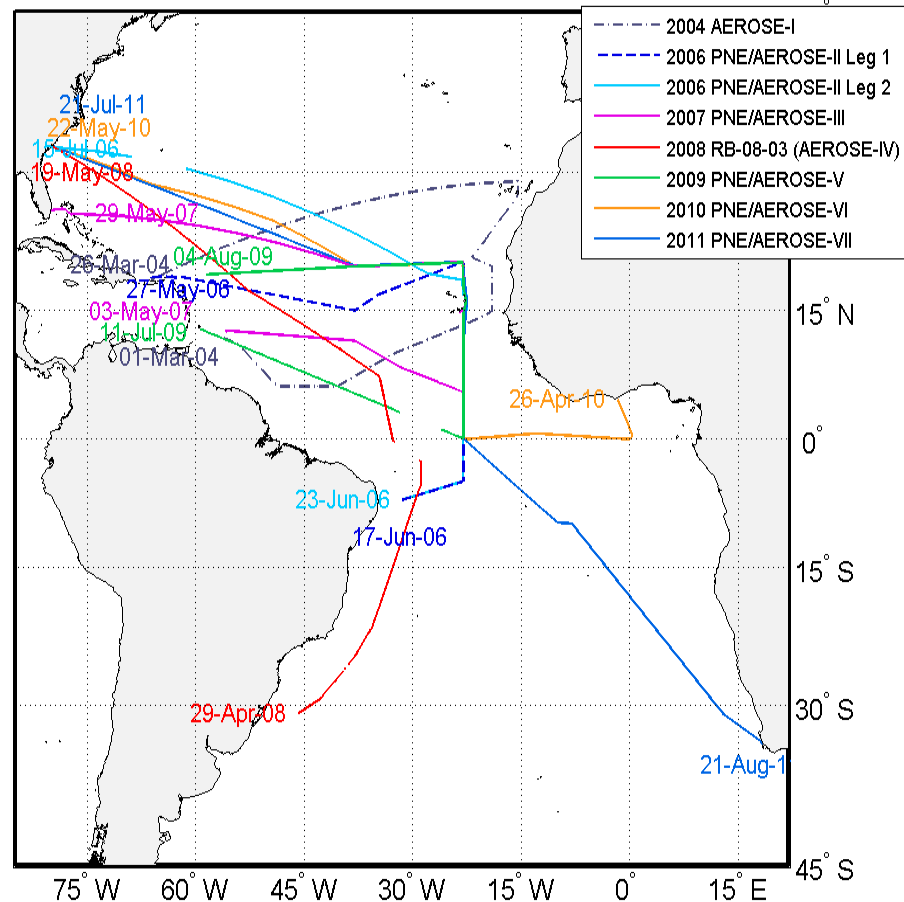 2004 AEROSE-I
2006 PNE/AEROSE-II Leg 1
2006 PNE/AEROSE-II Leg 2
2007 PNE/AEROSE-III
2008 RB-08-03 (AEROSE-IV)
2009 PNE/AEROSE-V
2010 PNE/AEROSE-VI
2011 PNE/AEROSE-VII
21-Jul-11
22-May-10
15-Jul-06
19-May-08
29-May-07
04-Aug-09
26-Mar-04
27-May-06
03-May-07
11-Jul-09
01-Mar-04
26-Apr-10
23-Jun-06
17-Jun-06
29-Apr-08
21-Aug-1
15° N
0°
15° S
30° S
45° S
75° W 60° W 45° W 30° W 15° W 0° 15° E